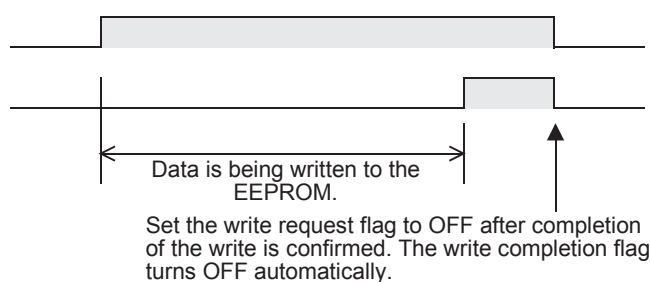 Data is being written to the
EEPROM.
Set the write request flag to OFF after completion
of the write is confirmed. The write completion flag
turns OFF automatically.